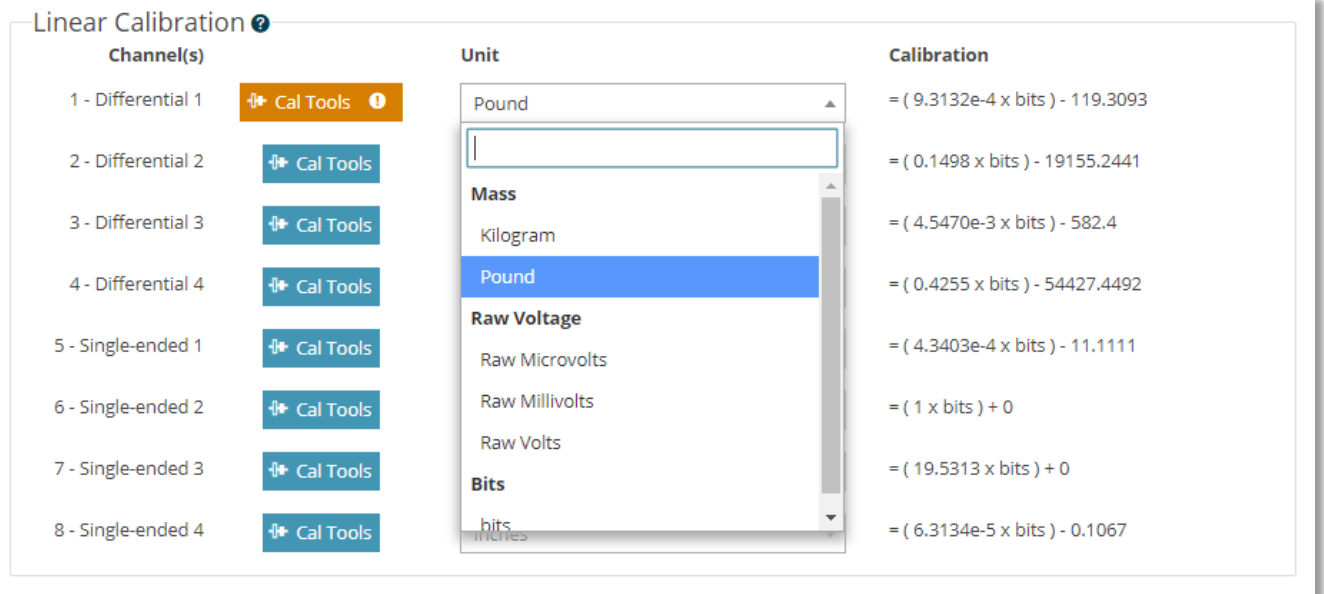 Linear Calibration ?
Channel(s) Unit Calibration
1 - Differential 1 Cal Tools ! Pound = ( 9.3132e-4 x bits ) - 119.3093
2 - Differential 2 Cal Tools = ( 0.1498 x bits ) - 19155.2441
Mass
3 - Differential 3 Cal Tools Kilogram = ( 4.5470e-3 x bits ) - 582.4
4 - Differential 4 Cal Tools Pound = ( 0.4255 x bits ) - 54427.4492
Raw Voltage
5 - Single-ended 1 Cal Tools Raw Microvolts = ( 4.3403e-4 x bits ) - 11.1111
6 - Single-ended 2 Cal Tools Raw Millivolts = ( 1 x bits ) + 0
Raw Volts
7 - Single-ended 3 Cal Tools = ( 19.5313 x bits ) + 0
Bits
bits
8 - Single-ended 4 Cal Tools Inches = ( 6.3134e-5 x bits ) - 0.1067